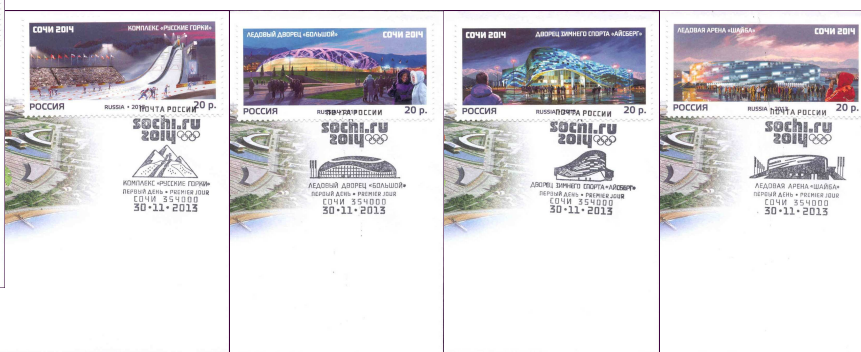 СОЧИ 2014
КОМПЛЕКС «РУССКИЕ ГОРКИ»
РОССИЯ
RUSSIA • 2013
20 р.
ПОЧТА РОССИИ
sochi.ru
2014
КОМПЛЕКС «РУССКИЕ ГОРКИ»
ПЕРВЫЙ ДЕНЬ • PREMIER JOUR
СОЧИ 354000
30•11•2013
ЛЕДОВЫЙ ДВОРЕЦ «БОЛЬШОЙ»
СОЧИ 2014
РОССИЯ
20 р.
ПОЧТА РОССИИ
sochi.ru
2014
ЛЕДОВЫЙ ДВОРЕЦ «БОЛЬШОЙ»
ПЕРВЫЙ ДЕНЬ • PREMIER JOUR
СОЧИ 354000
30•11•2013
СОЧИ 2014
ДВОРЕЦ ЗИМНЕГО СПОРТА «АЙСБЕРГ»
РОССИЯ
20 р.
ПОЧТА РОССИИ
sochi.ru
2014
ДВОРЕЦ ЗИМНЕГО СПОРТА «АЙСБЕРГ»
ПЕРВЫЙ ДЕНЬ • PREMIER JOUR
СОЧИ 354000
30•11•2013
ЛЕДОВАЯ АРЕНА «ШАЙБА»
СОЧИ 2014
РОССИЯ
RUSSIA • 2013
20 р.
ПОЧТА РОССИИ
sochi.ru
2014
ЛЕДОВАЯ АРЕНА «ШАЙБА»
ПЕРВЫЙ ДЕНЬ • PREMIER JOUR
СОЧИ 354000
30•11•2013